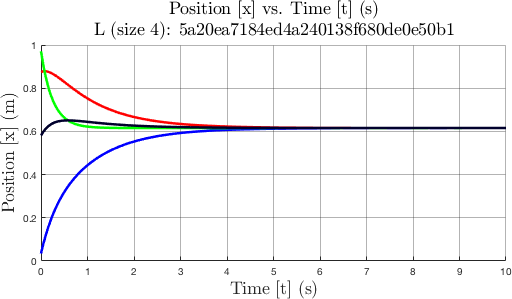 Position [x] vs. Time [t] (s)
L (size 4): 5a20ea7184ed4a240138f680de0e50b1
Position [x] (m)
1
0.8
0.6
0.4
0.2
0
0 1 2 3 4 5 6 7 8 9 10
Time [t] (s)